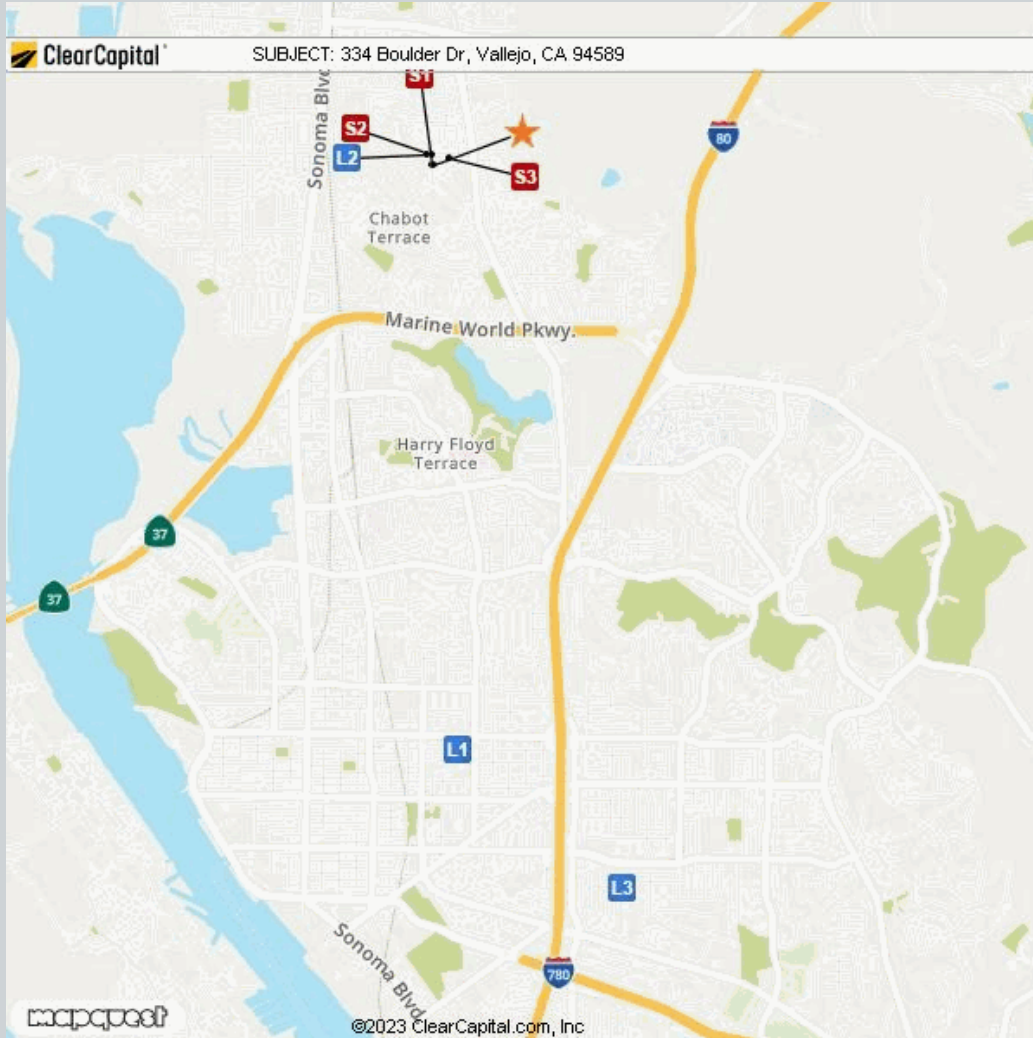 ClearCapital
SUBJECT: 334 Boulder Dr, Vallejo, CA 94589
Sonoma Blvd
S1
S2
L2
S3
80
Chabot
Terrace
Marine World Pkwy.
Harry Floyd
Terrace
37
37
L1
L3
Sonoma Blvd
780
mapquest
©2023 ClearCapital.com, Inc